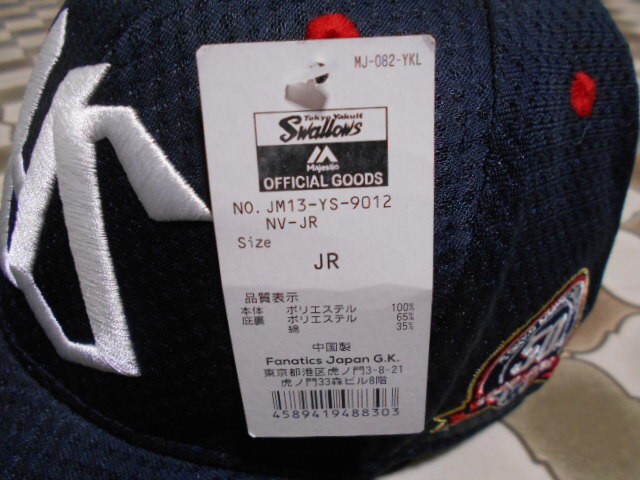 MJ-082-YKL
Tokyo Yakult
Swallows
Majestic
OFFICIAL GOODS
NO. JM13-YS-9012
NV-JR
Size
JR
品質表示
本体 ポリエステル 100%
庇裏 ポリエステル 65%
綿 35%
中国製
Fanatics Japan G.K.
東京都港区虎ノ門3-8-21
虎ノ門33森ビル8階
4589419488303